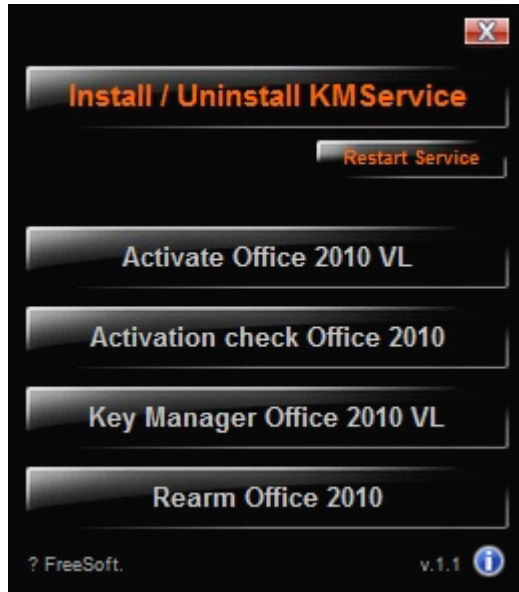 X
Install / Uninstall KMService
Restart Service
Activate Office 2010 VL
Activation check Office 2010
Key Manager Office 2010 VL
Rearm Office 2010
? FreeSoft.
v.1.1 i